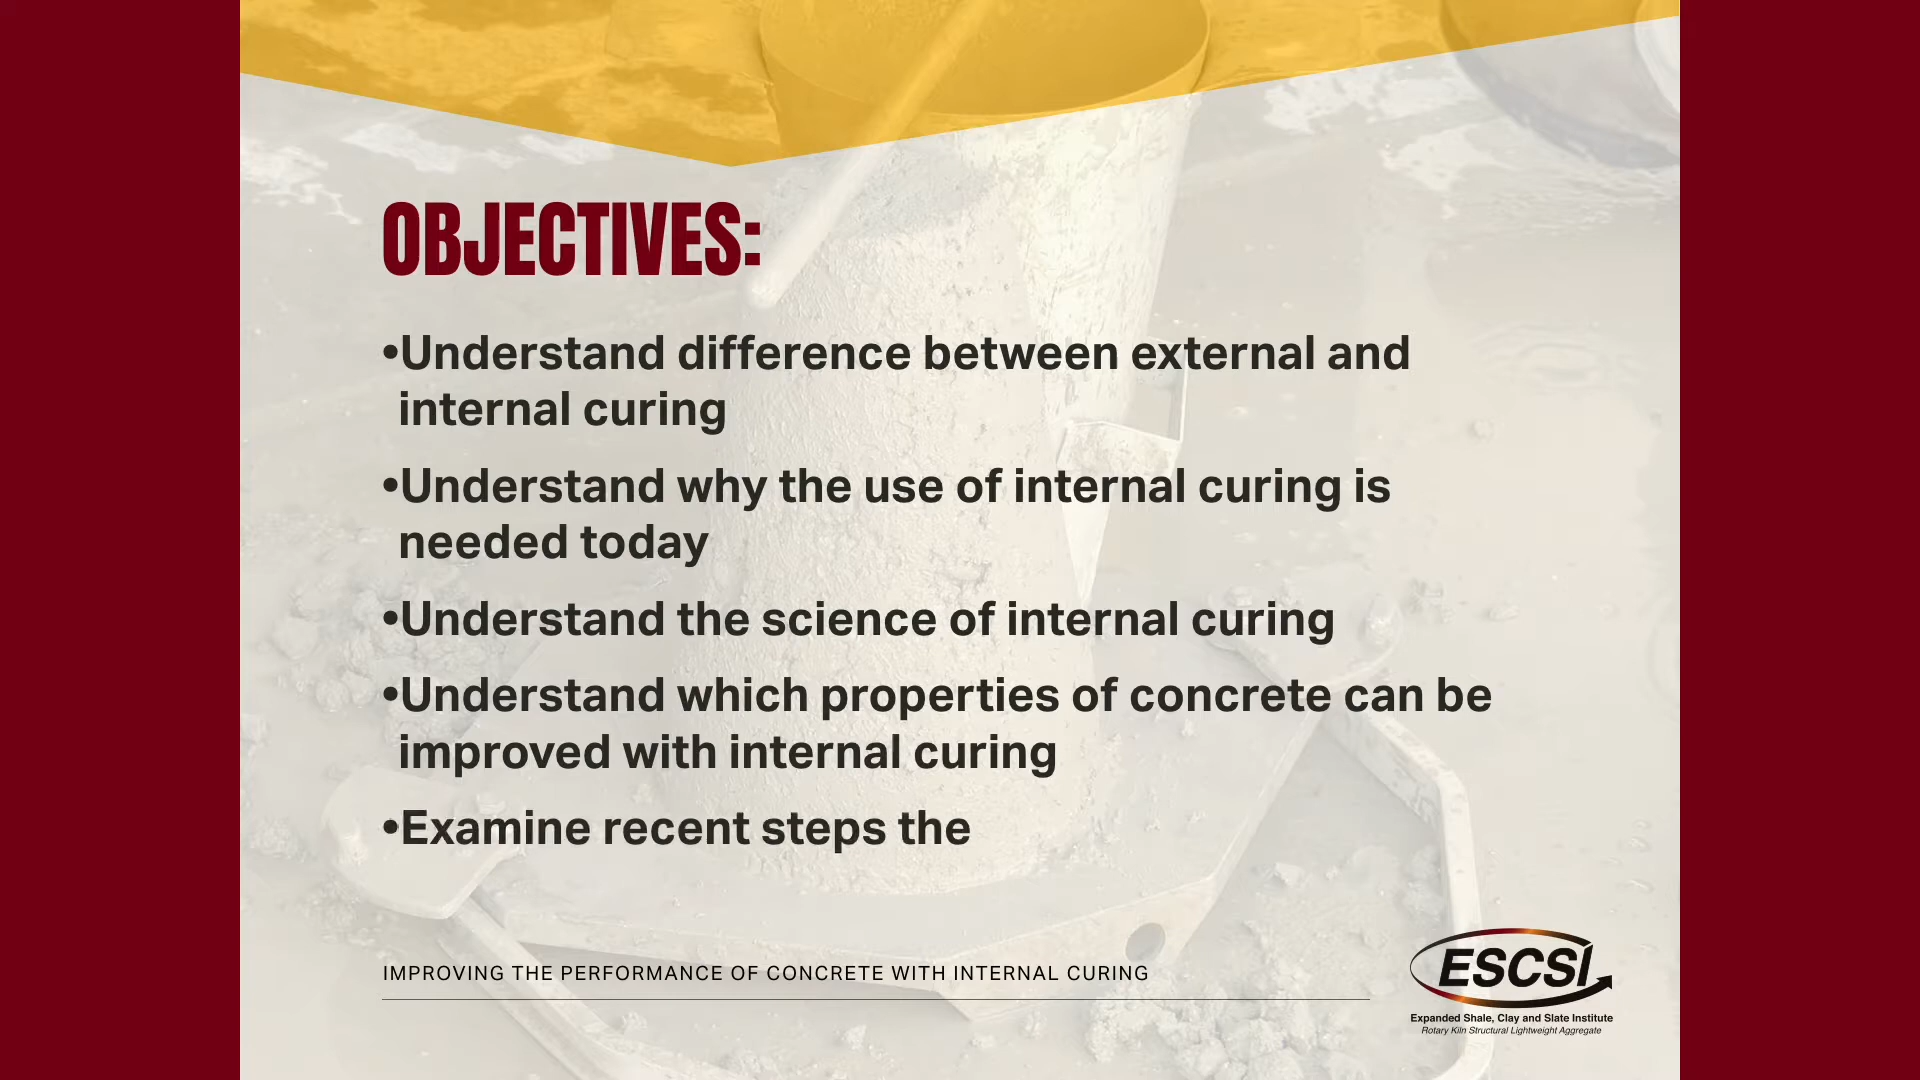 OBJECTIVES:
•Understand difference between external and
internal curing
•Understand why the use of internal curing is
needed today
•Understand the science of internal curing
•Understand which properties of concrete can be
improved with internal curing
•Examine recent steps the
IMPROVING THE PERFORMANCE OF CONCRETE WITH INTERNAL CURING
ESCSI
Expanded Shale, Clay and Slate Institute
Rotary Kiln Structural Lightweight Aggregate